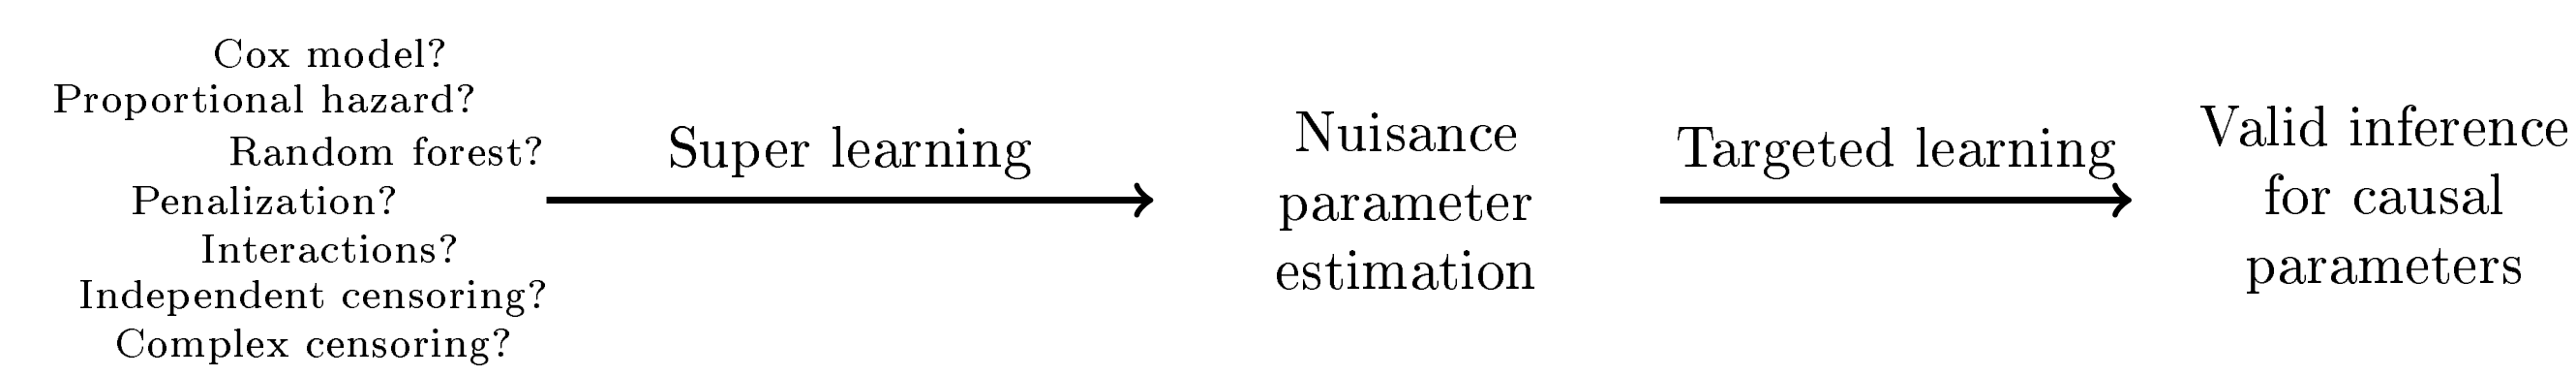 Cox model?
Proportional hazard?
Random forest?
Penalization?
Interactions?
Independent censoring?
Complex censoring?
Super learning
Nuisance
parameter
estimation
Targeted learning
Valid inference
for causal
parameters